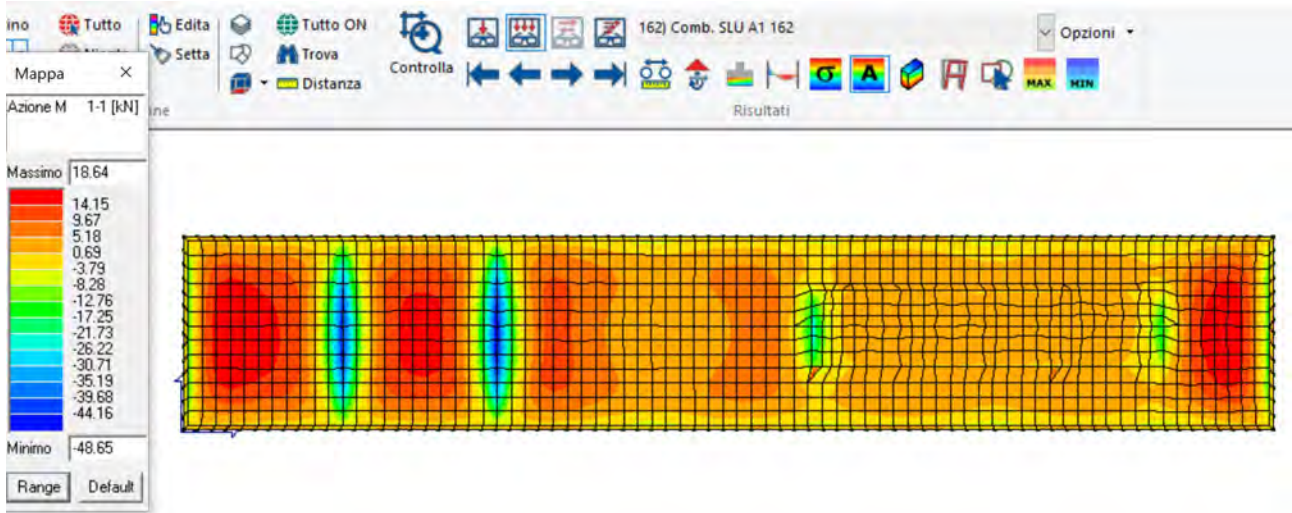 ino
Tutto
Edita
Tutto ON
162) Comb. SLU A1 162
Opzioni
Setta
Trova
Controlla
Distanza
σ
A
MAX
MIN
ine
Risultati
Mappa
Azione M 1-1 [kN]
Massimo 18.64
14.15
9.67
5.18
0.69
-3.79
-8.28
-12.76
-17.25
-21.73
-26.22
-30.71
-35.19
-39.68
-44.16
Minimo -48.65
Range Default